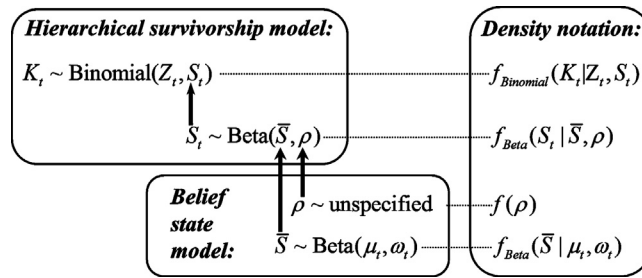 Hierarchical survivorship model: Density notation:
K_t ~ Binomial(Z_t, S_t) f_Binomial(K_t|Z_t, S_t)
S_t ~ Beta(S̅, ρ) f_Beta(S_t | S̅, ρ)
Belief state model:
ρ ~ unspecified f(ρ)
S̅ ~ Beta(μ_t, ω_t) f_Beta(S̅ | μ_t, ω_t)